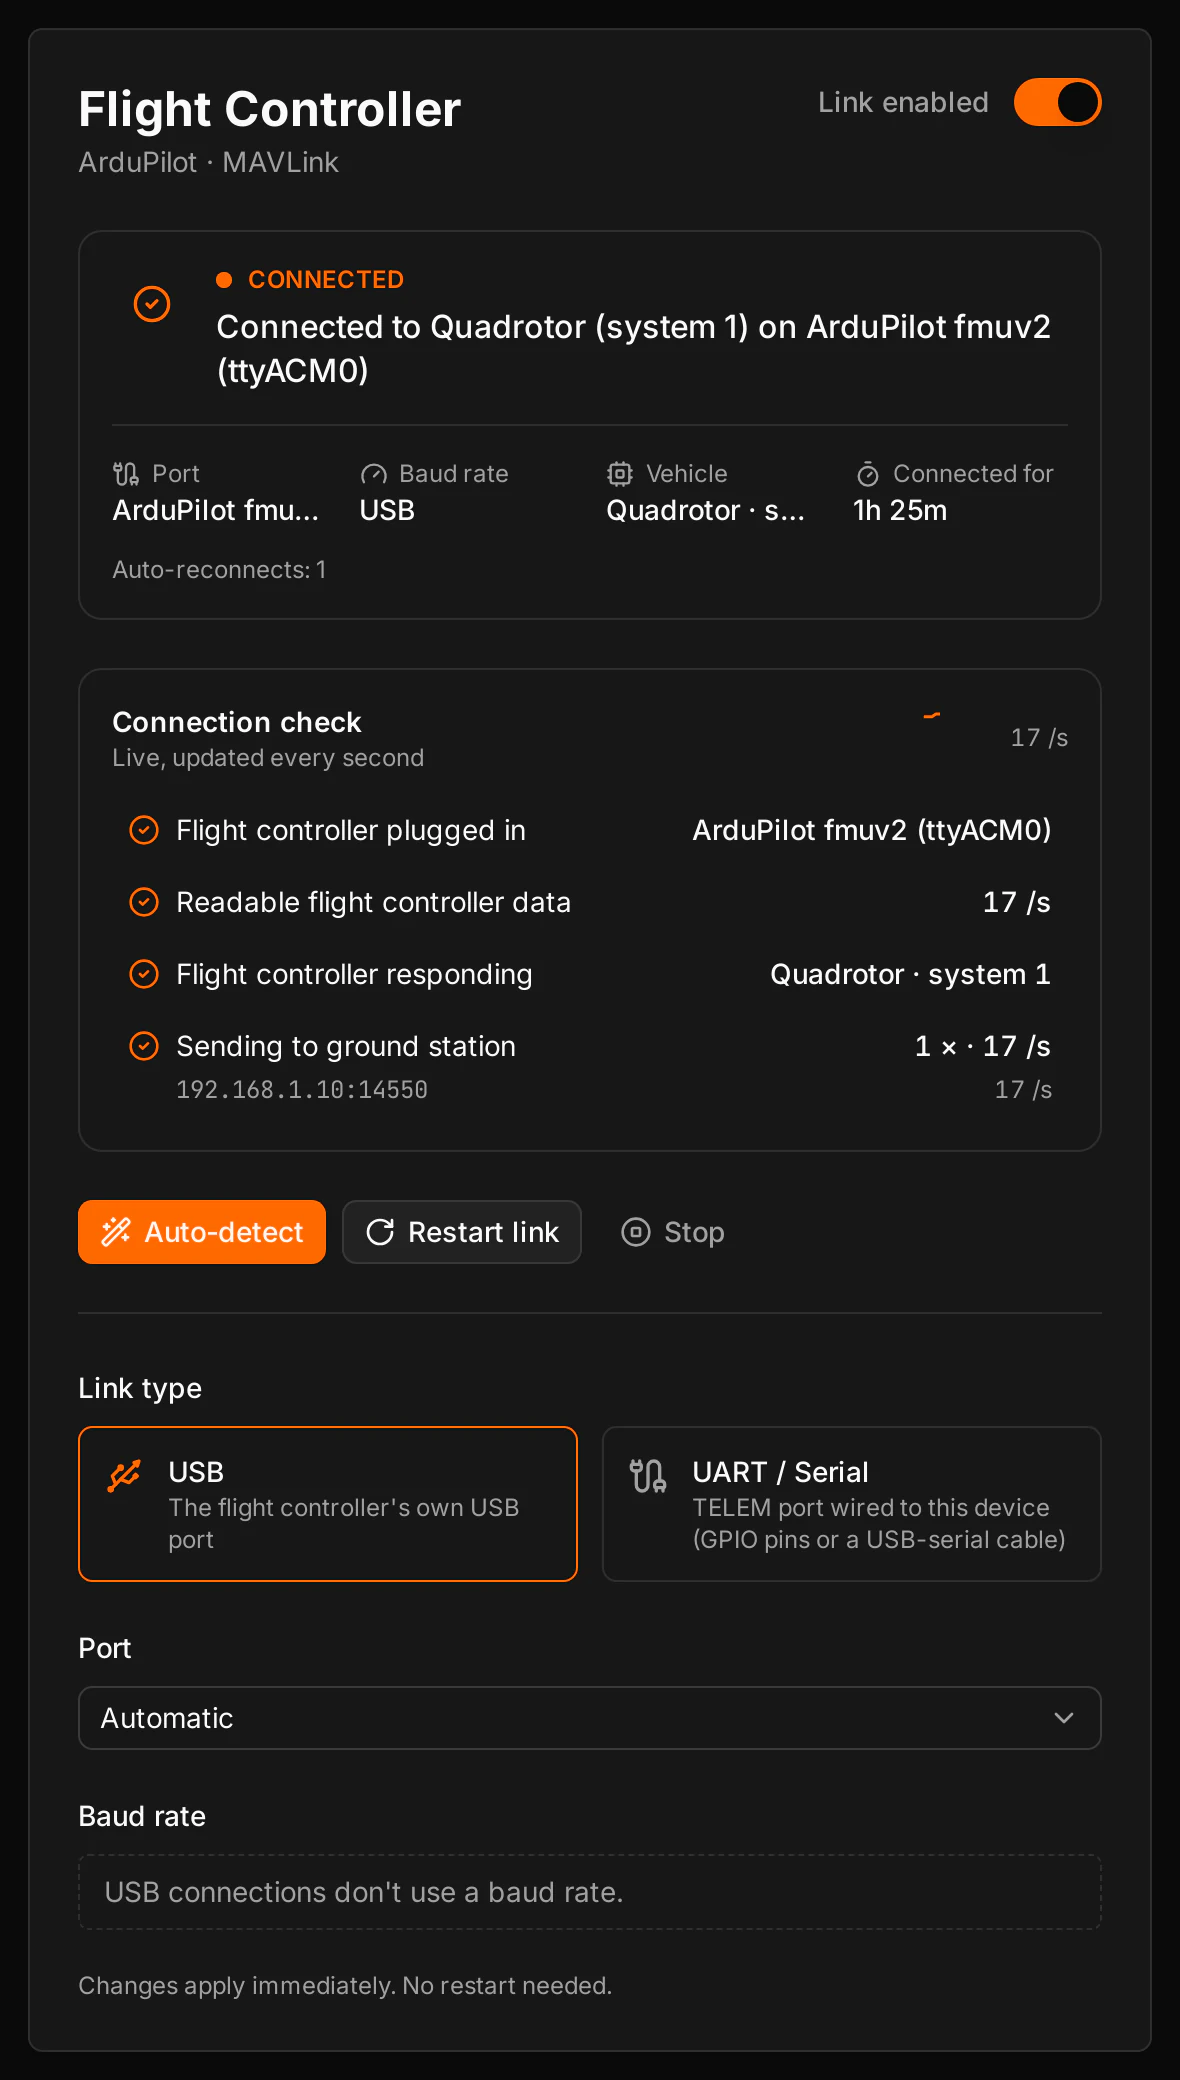 Flight Controller
Link enabled
ArduPilot · MAVLink
CONNECTED
Connected to Quadrotor (system 1) on ArduPilot fmuv2
(ttyACM0)
Port
Baud rate
Vehicle
Connected for
ArduPilot fmu...
USB
Quadrotor · s...
1h 25m
Auto-reconnects: 1
Connection check
17 /s
Live, updated every second
Flight controller plugged in
ArduPilot fmuv2 (ttyACM0)
Readable flight controller data
17 /s
Flight controller responding
Quadrotor · system 1
Sending to ground station
1 × · 17 /s
192.168.1.10:14550
17 /s
Auto-detect
Restart link
Stop
Link type
USB
The flight controller's own USB
port
UART / Serial
TELEM port wired to this device
(GPIO pins or a USB-serial cable)
Port
Automatic
Baud rate
USB connections don't use a baud rate.
Changes apply immediately. No restart needed.